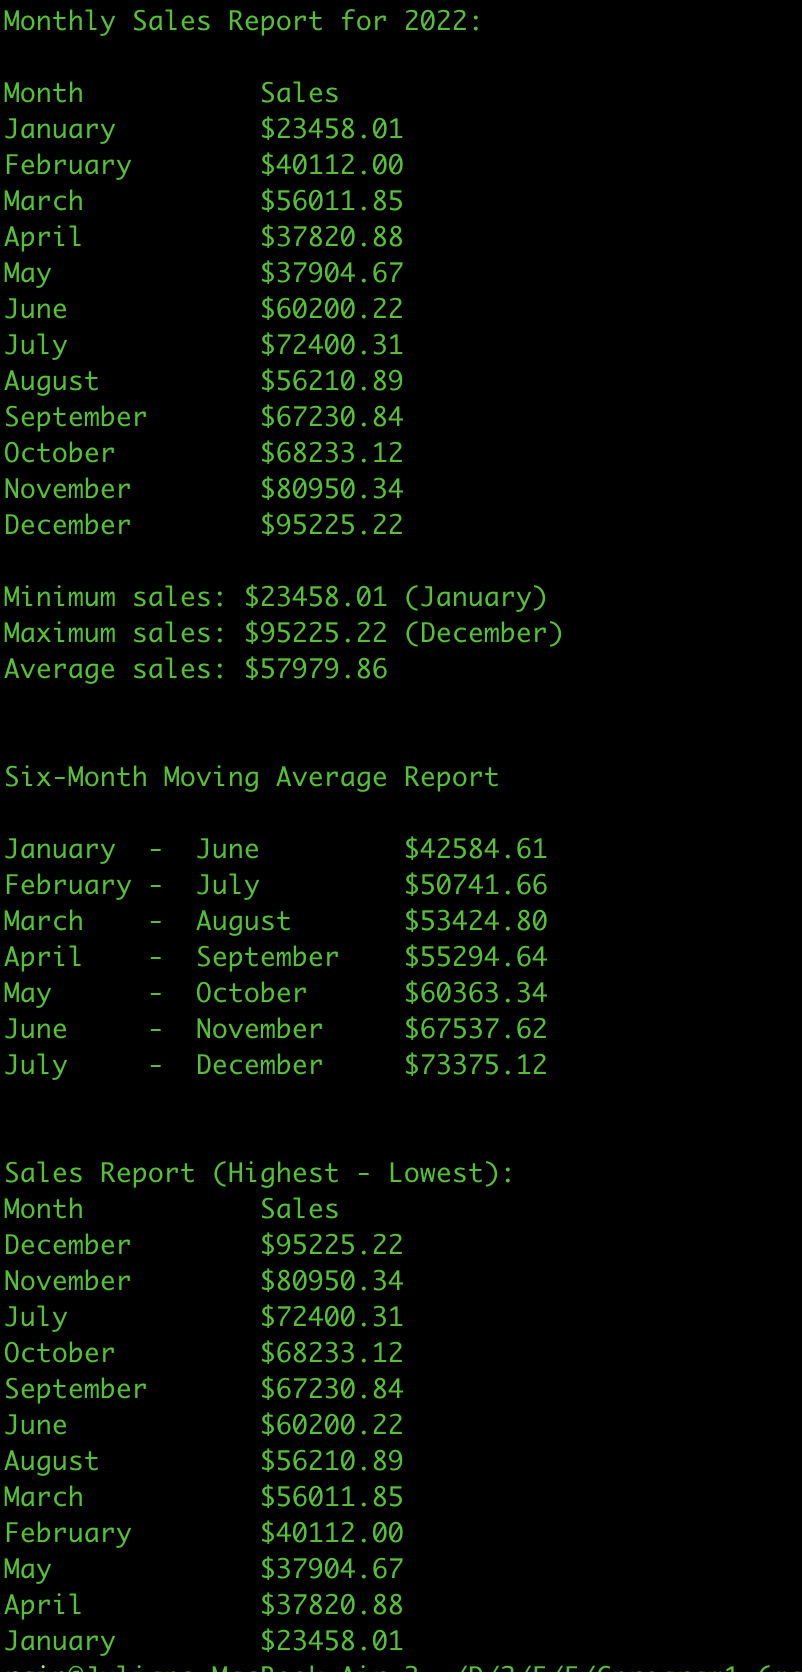 Monthly Sales Report for 2022:
Month Sales
January $23458.01
February $40112.00
March $56011.85
April $37820.88
May $37904.67
June $60200.22
July $72400.31
August $56210.89
September $67230.84
October $68233.12
November $80950.34
December $95225.22
Minimum sales: $23458.01 (January)
Maximum sales: $95225.22 (December)
Average sales: $57979.86
Six-Month Moving Average Report
January - June $42584.61
February - July $50741.66
March - August $53424.80
April - September $55294.64
May - October $60363.34
June - November $67537.62
July - December $73375.12
Sales Report (Highest - Lowest):
Month Sales
December $95225.22
November $80950.34
July $72400.31
October $68233.12
September $67230.84
June $60200.22
August $56210.89
March $56011.85
February $40112.00
May $37904.67
April $37820.88
January $23458.01